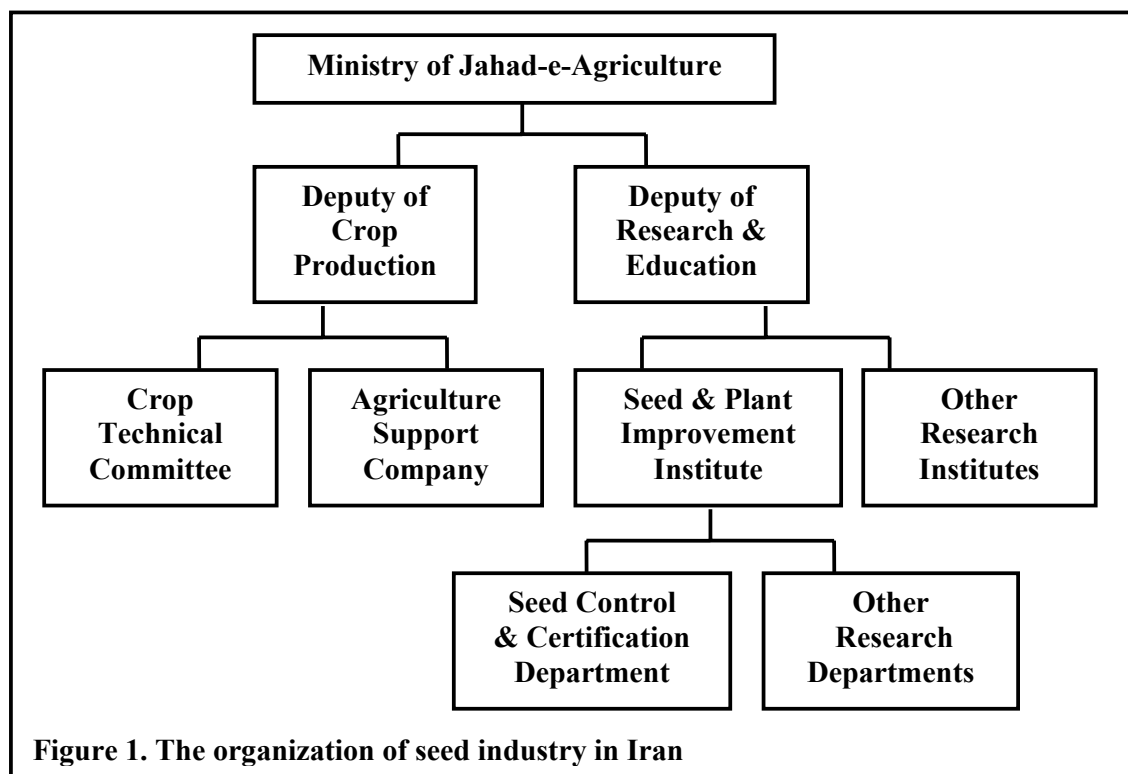 Ministry of Jahad-e-Agriculture
Deputy of
Crop
Production
Deputy of
Research &
Education
Crop
Technical
Committee
Agriculture
Support
Company
Seed & Plant
Improvement
Institute
Other
Research
Institutes
Seed Control
& Certification
Department
Other
Research
Departments
Figure 1. The organization of seed industry in Iran